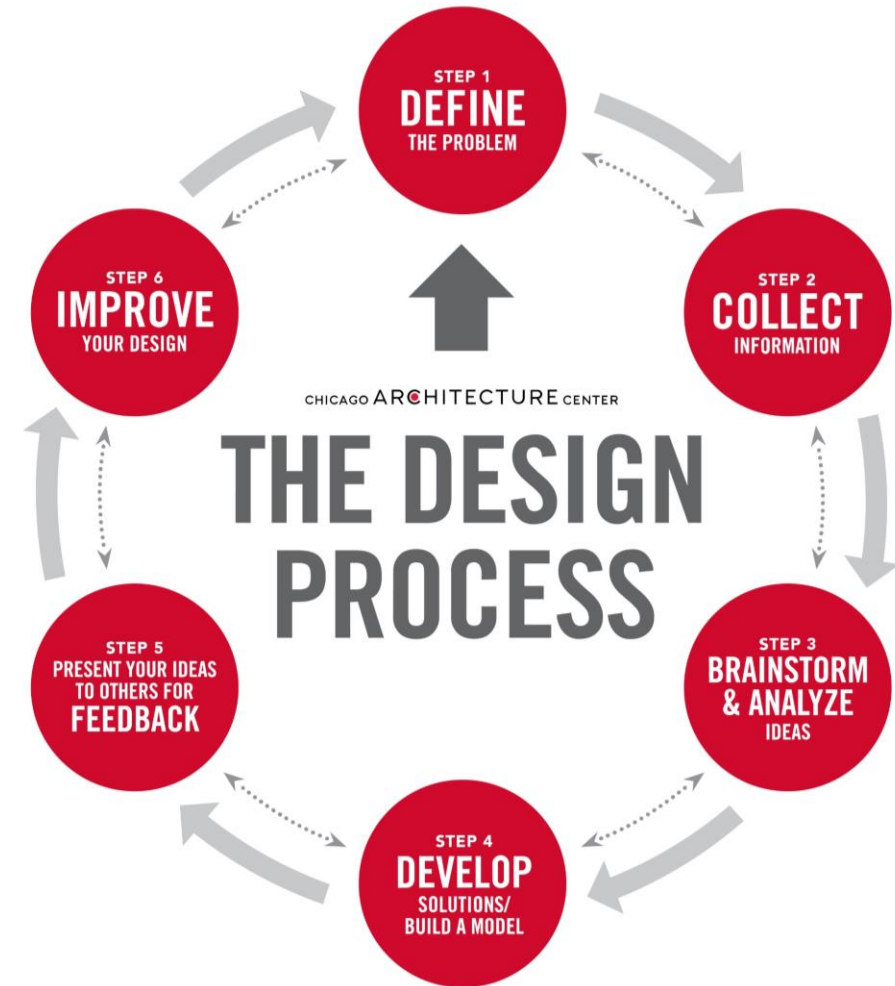 STEP 1
DEFINE
THE PROBLEM
STEP 2
COLLECT
INFORMATION
STEP 3
BRAINSTORM
& ANALYZE
IDEAS
STEP 4
DEVELOP
SOLUTIONS/
BUILD A MODEL
STEP 5
PRESENT YOUR IDEAS
TO OTHERS FOR
FEEDBACK
STEP 6
IMPROVE
YOUR DESIGN
CHICAGO ARCHITECTURE CENTER
THE DESIGN
PROCESS